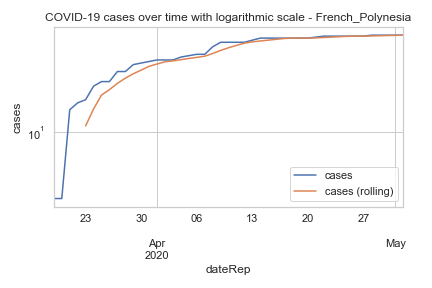 COVID-19 cases over time with logarithmic scale - French_Polynesia
cases
10^1
cases
cases (rolling)
23
30
06
13
20
27
Apr
2020
May
dateRep